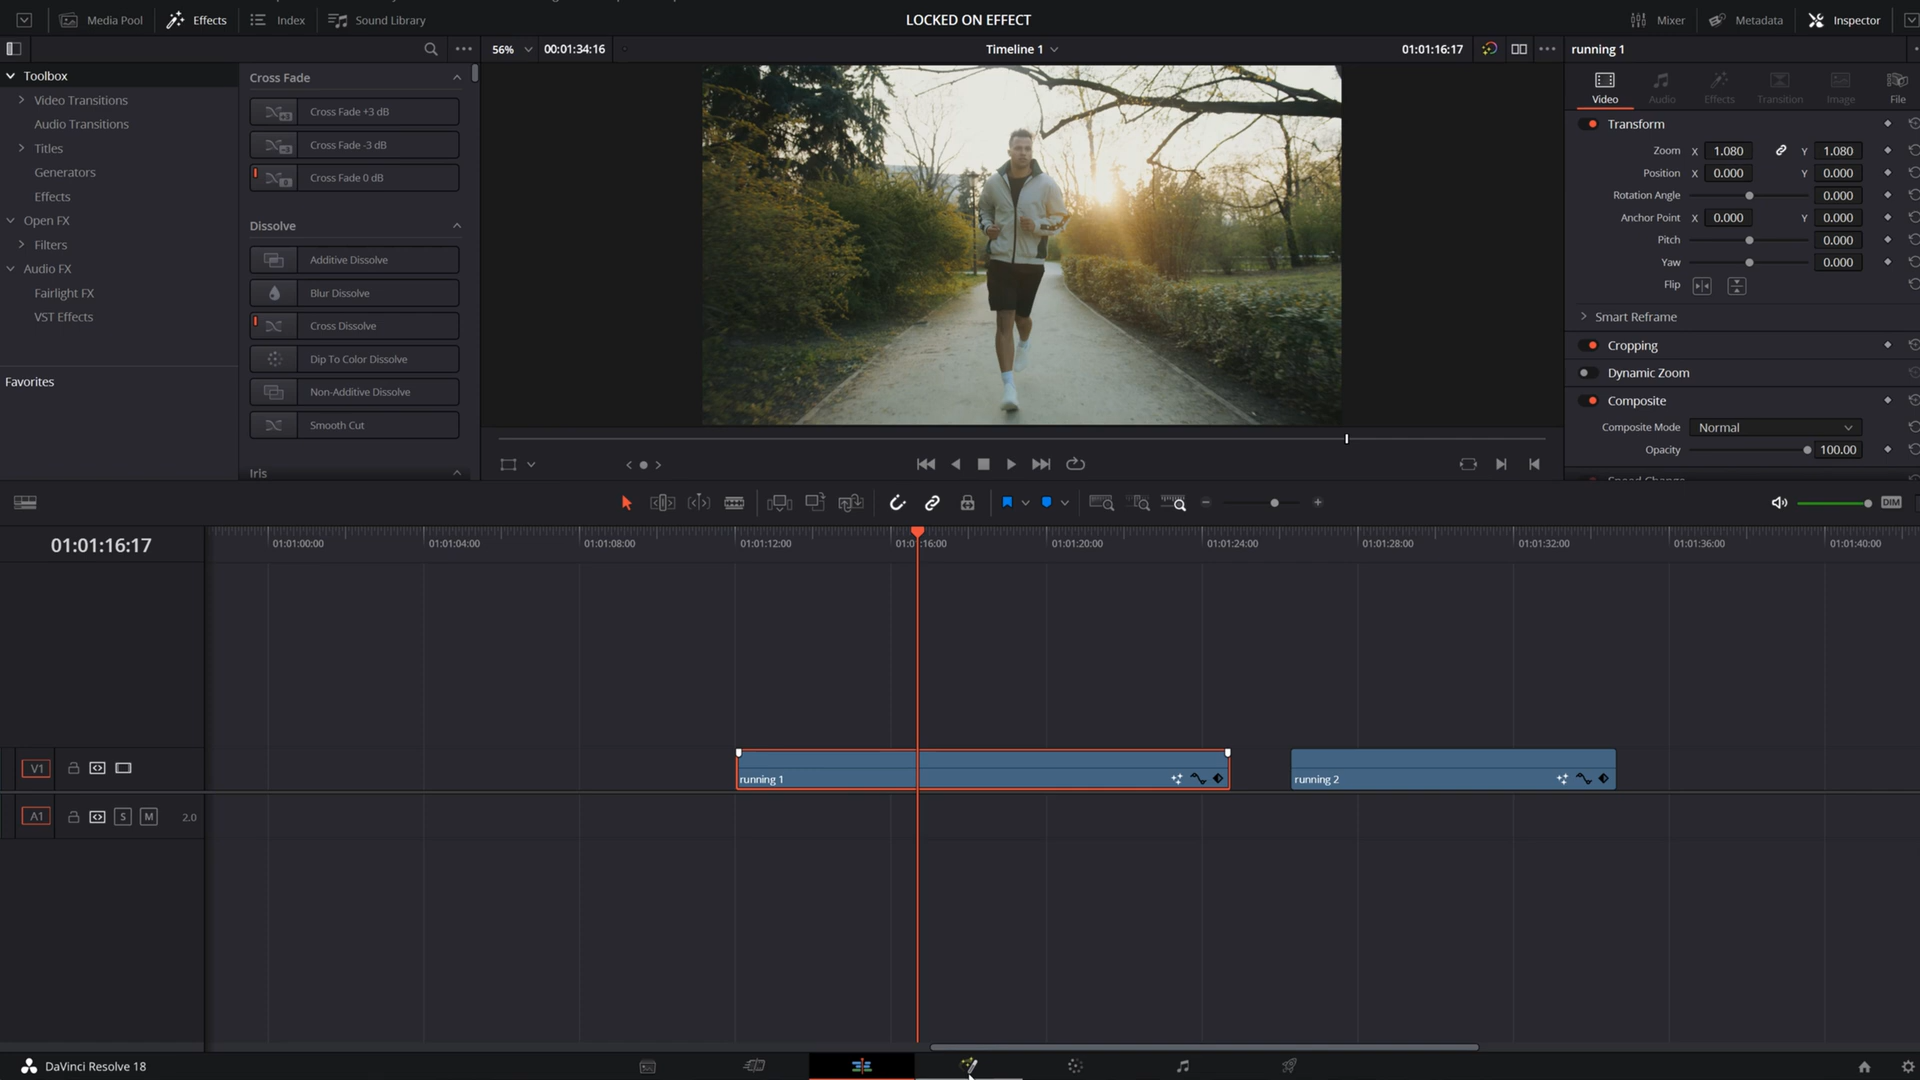 Media Pool
Effects
Index
Sound Library
LOCKED ON EFFECT
Mixer
Metadata
Inspector
56%
00:01:34:16
Timeline 1
01:01:16:17
running 1
Toolbox
Video Transitions
Audio Transitions
Titles
Generators
Effects
Open FX
Filters
Audio FX
Fairlight FX
VST Effects
Favorites
Cross Fade
Cross Fade +3 dB
Cross Fade -3 dB
Cross Fade 0 dB
Dissolve
Additive Dissolve
Blur Dissolve
Cross Dissolve
Dip To Color Dissolve
Non-Additive Dissolve
Smooth Cut
Iris
Video
Audio
Effects
Transition
Image
File
Transform
Zoom X 1.080 Y 1.080
Position X 0.000 Y 0.000
Rotation Angle 0.000
Anchor Point X 0.000 Y 0.000
Pitch 0.000
Yaw 0.000
Flip
Smart Reframe
Cropping
Dynamic Zoom
Composite
Composite Mode Normal
Opacity 100.00
DIM
01:01:16:17
01:01:00:00
01:01:04:00
01:01:08:00
01:01:12:00
01:01:16:00
01:01:20:00
01:01:24:00
01:01:28:00
01:01:32:00
01:01:36:00
01:01:40:00
V1
running 1
running 2
A1
S
M
2.0
DaVinci Resolve 18